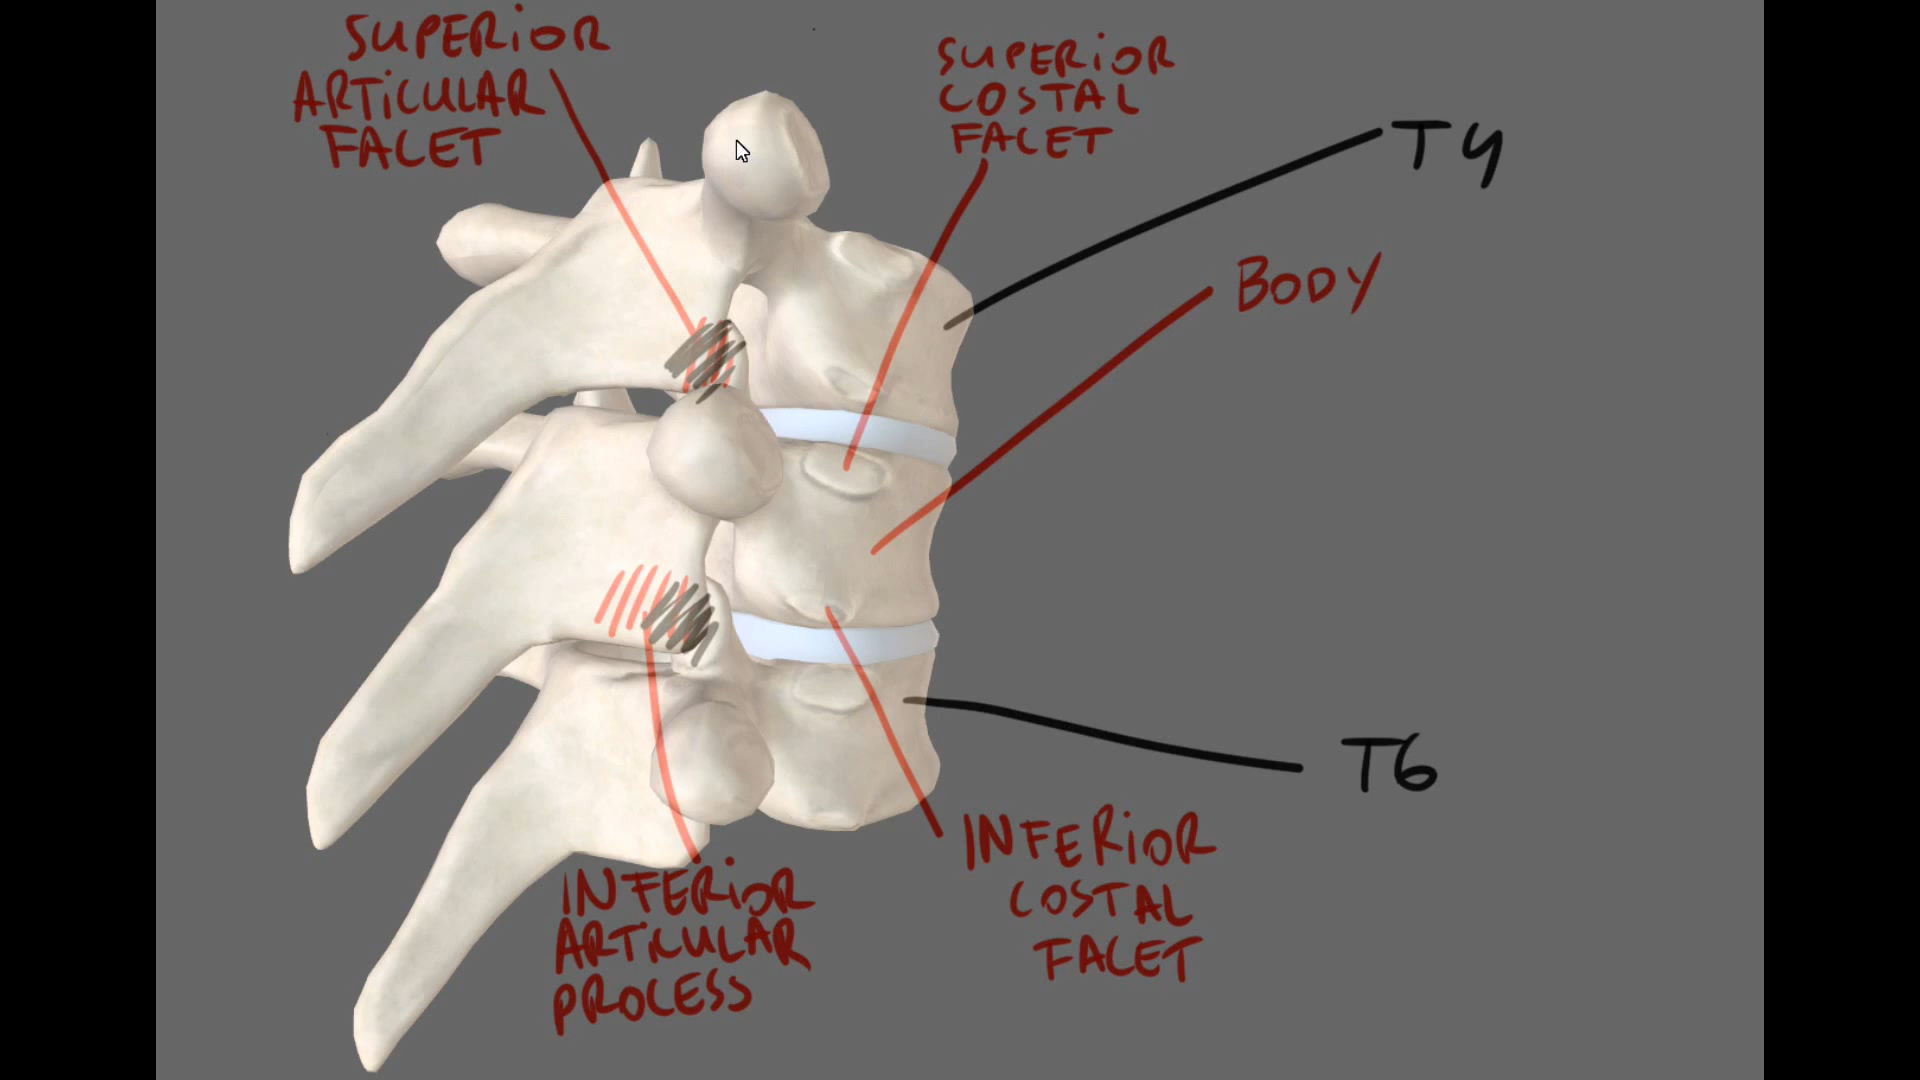 SUPERiOR
ARTiCULAR
FACET
SUPERiOR
COSTAL
FACET
T4
BODY
T6
INFERiOR
COSTAL
FACET
INFERiOR
ARTICULAR
PROCESS